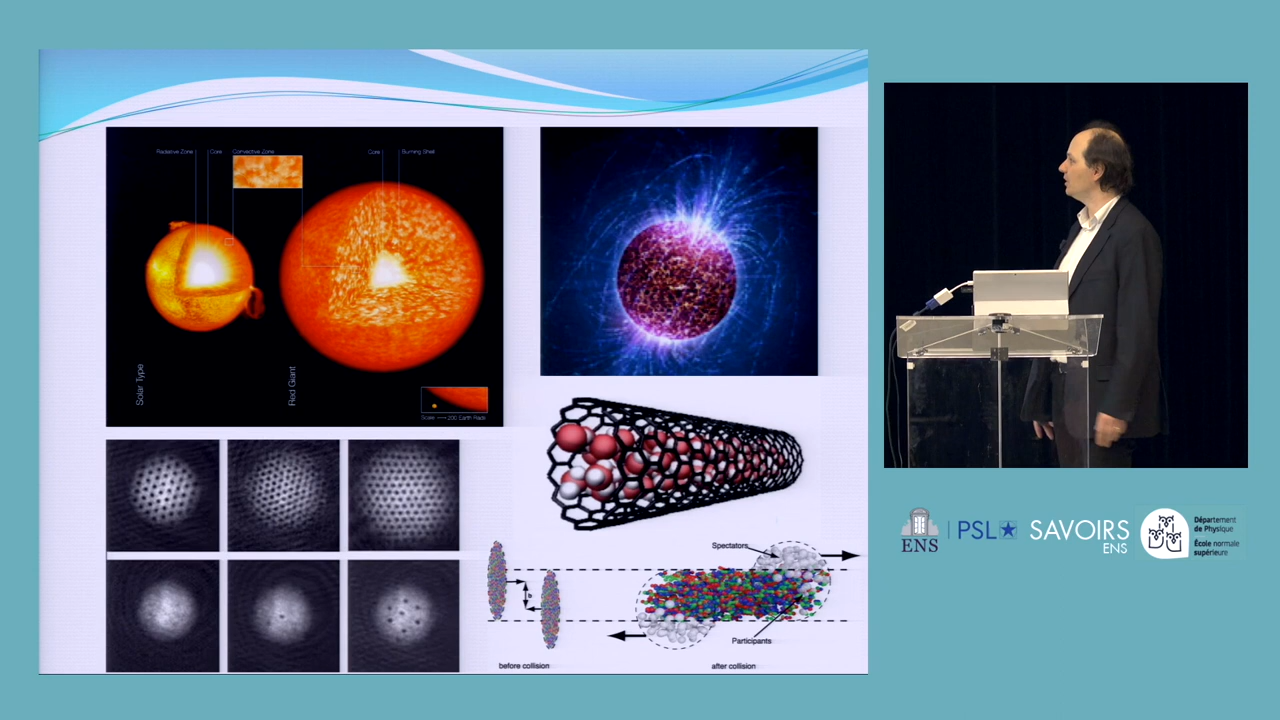 Radiative Zone
Core
Convective Zone
Core
Burning Shell
Solar Type
Red Giant
Scale
200 Earth Radii
Spectators
b
Participants
before collision
after collision
ENS
PSL
SAVOIRS
ENS
Département
de Physique
École normale
supérieure